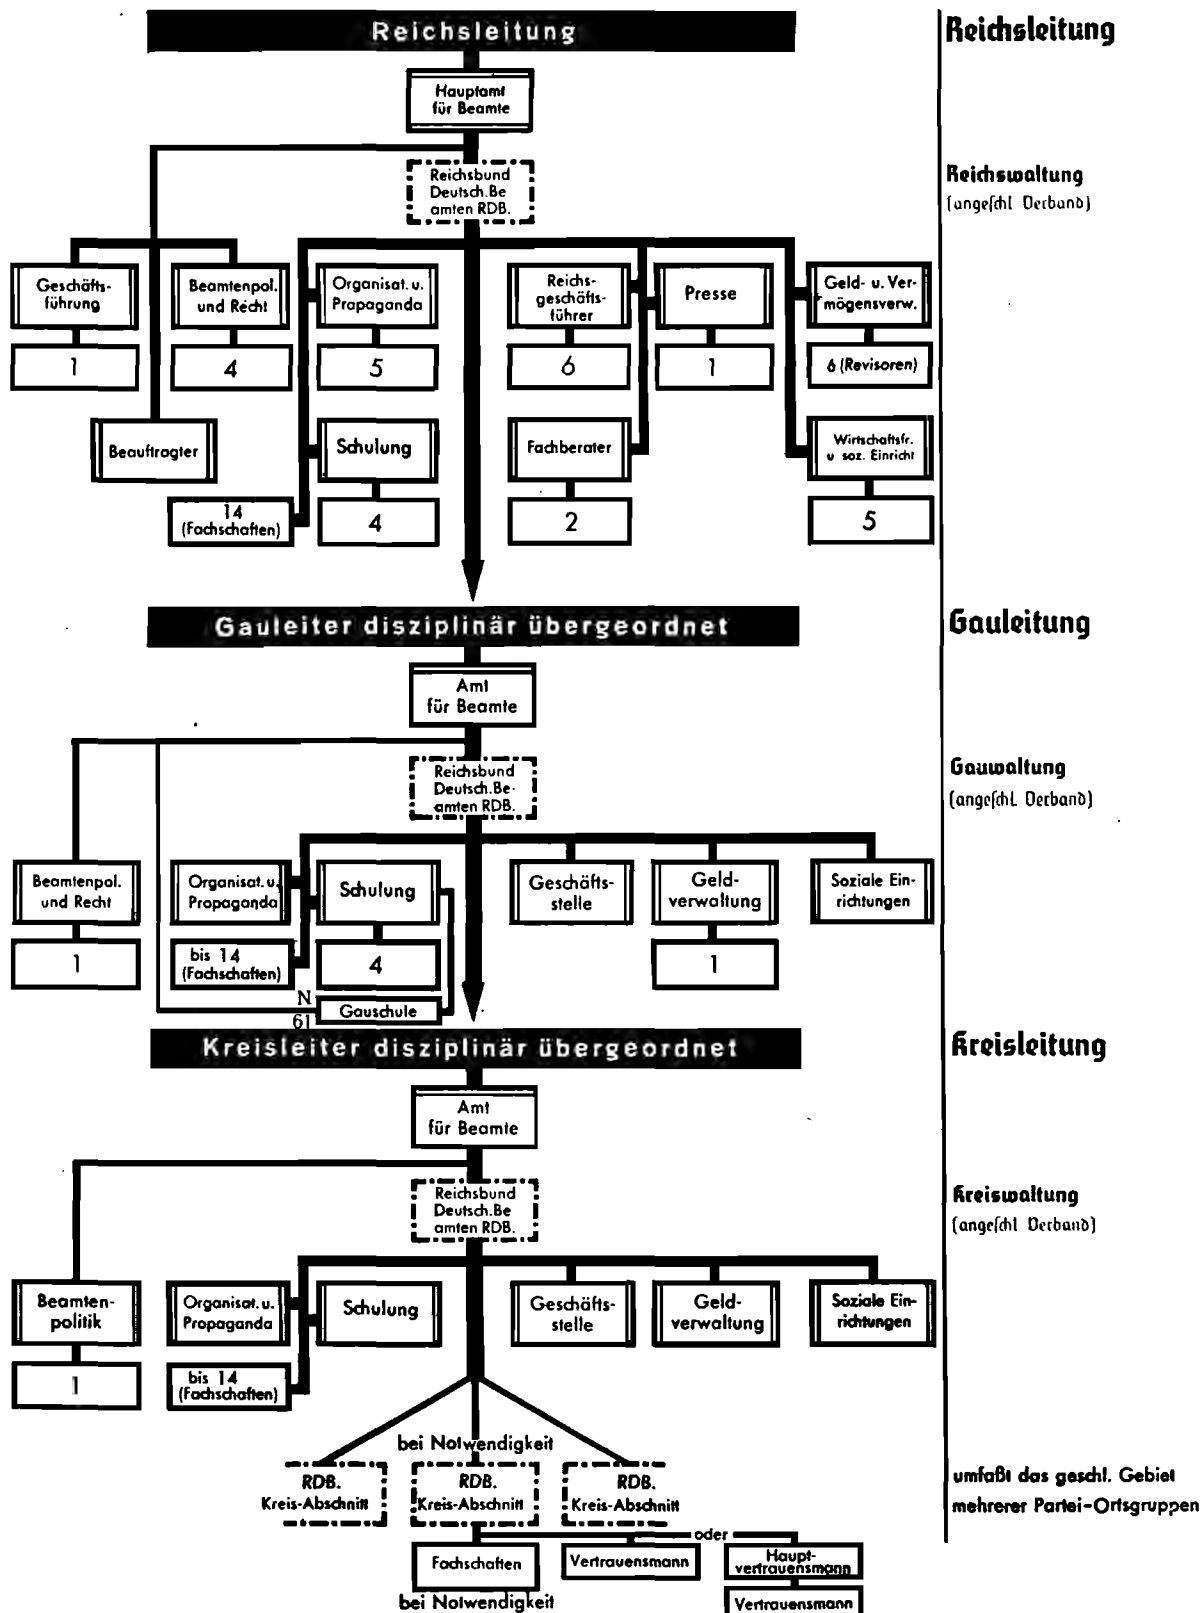 Reichsleitung
Reichsleitung
Hauptamt
für Beamte
Reichsbund
Deutsch.Be
amten RDB.
Reichswaltung
(angeschl Verband)
Geschäfts-
führung
1
Beamtenpol.
und Recht
4
Organisat. u.
Propaganda
5
Reichs-
geschäfts-
führer
6
Presse
1
Geld- u. Ver-
mögensverw.
6 (Revisoren)
Beauftragter
Schulung
4
14
(Fachschaften)
Fachberater
2
Wirtschaftsfr.
u soz. Einricht
5
Gauleiter disziplinär übergeordnet
Gauleitung
Amt
für Beamte
Reichsbund
Deutsch.Be-
amten RDB.
Gauwaltung
(angeschl. Verband)
Beamtenpol.
und Recht
1
Organisat. u.
Propaganda
bis 14
(Fachschaften)
Schulung
4
Gauschule
N
61
Geschäfts-
stelle
Geld-
verwaltung
1
Soziale Ein-
richtungen
Kreisleiter disziplinär übergeordnet
Kreisleitung
Amt
für Beamte
Reichsbund
Deutsch.Be
amten RDB.
Kreiswaltung
(angeschl Verband)
Beamten-
politik
1
Organisat. u.
Propaganda
bis 14
(Fachschaften)
Schulung
Geschäfts-
stelle
Geld-
verwaltung
Soziale Ein-
richtungen
bei Notwendigkeit
RDB.
Kreis-Abschnitt
RDB.
Kreis-Abschnitt
RDB.
Kreis-Abschnitt
umfaßt das geschl. Gebiet
mehrerer Partei-Ortsgruppen
oder
Fachschaften
bei Notwendigkeit
Vertrauensmann
Haupt-
vertrauensmann
Vertrauensmann